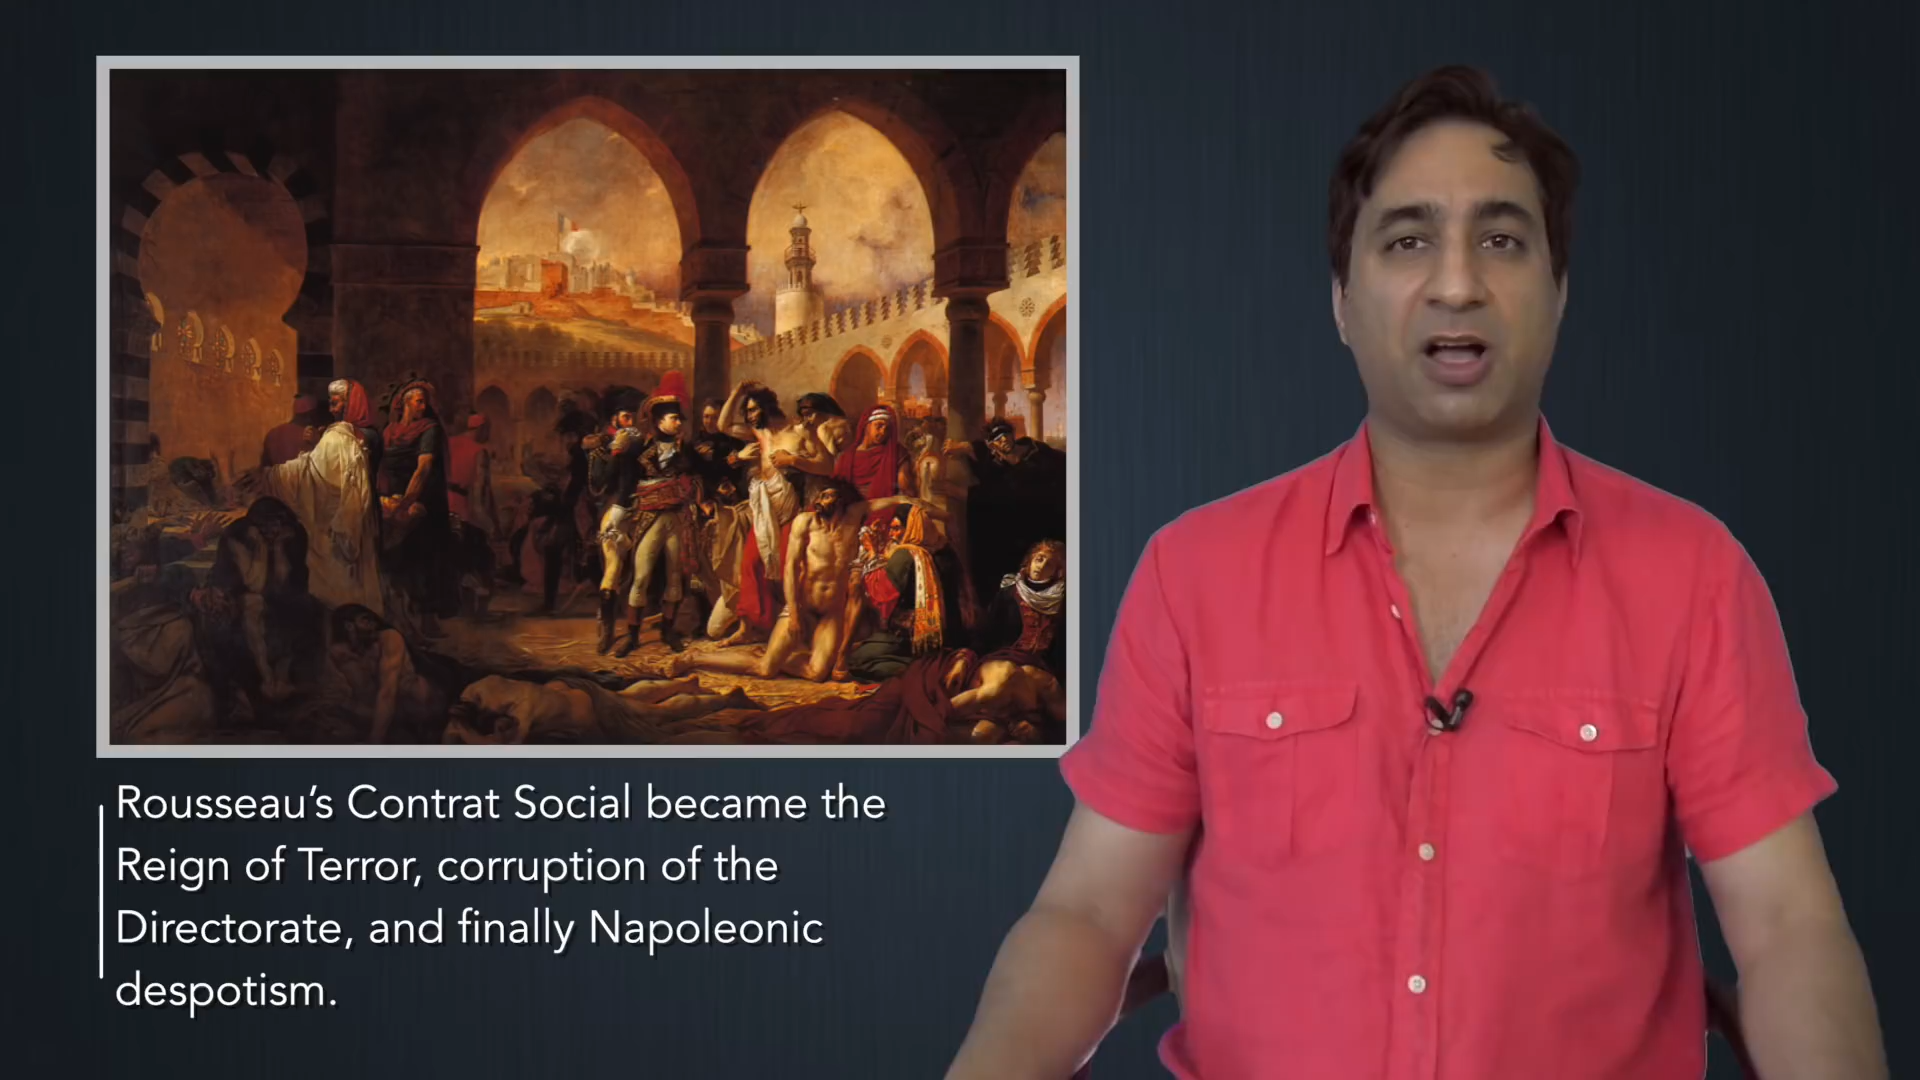 Rousseau’s Contrat Social became the
Reign of Terror, corruption of the
Directorate, and finally Napoleonic
despotism.